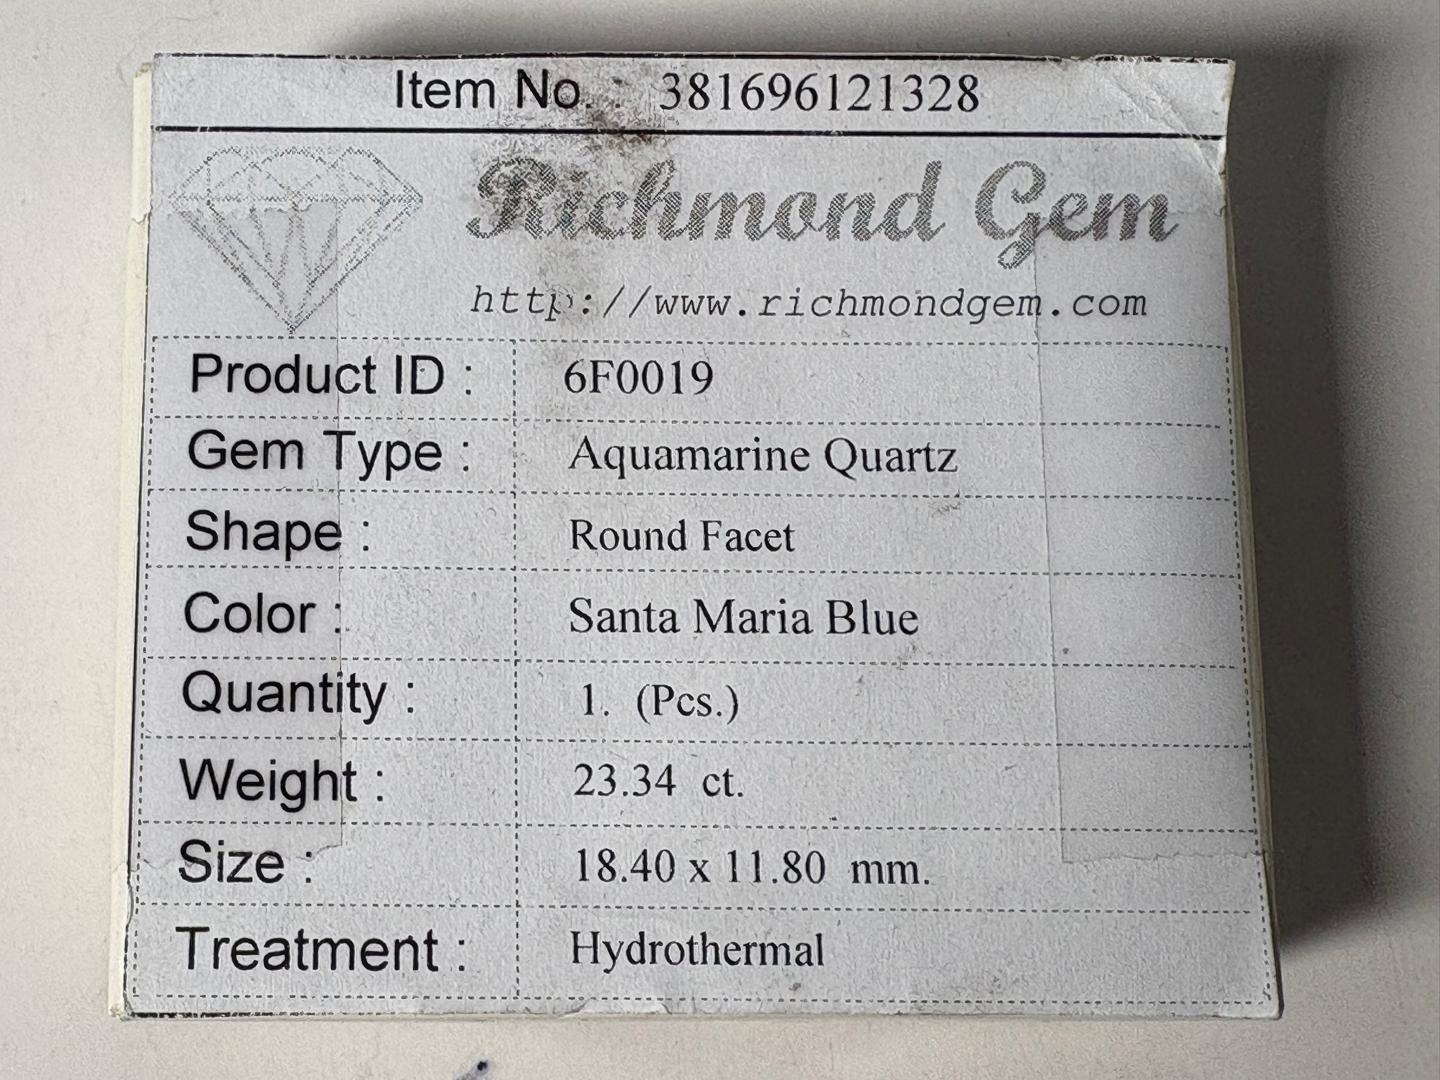 Item No. : 381696121328
Richmond Gem
http://www.richmondgem.com
Product ID : 6F0019
Gem Type : Aquamarine Quartz
Shape : Round Facet
Color : Santa Maria Blue
Quantity : 1. (Pcs.)
Weight : 23.34 ct.
Size : 18.40 x 11.80 mm.
Treatment : Hydrothermal